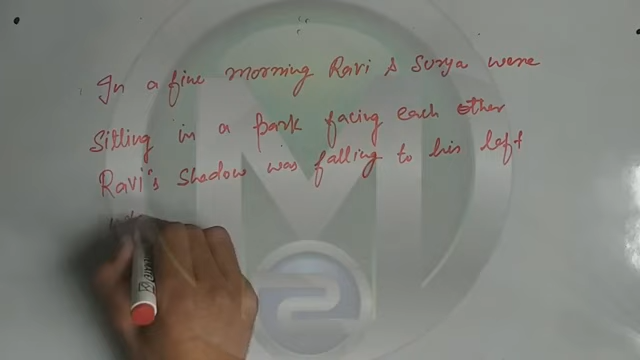 In a fine morning Ravi & Surya were
Sitting in a park facing each other
Ravi's Shadow was falling to his left